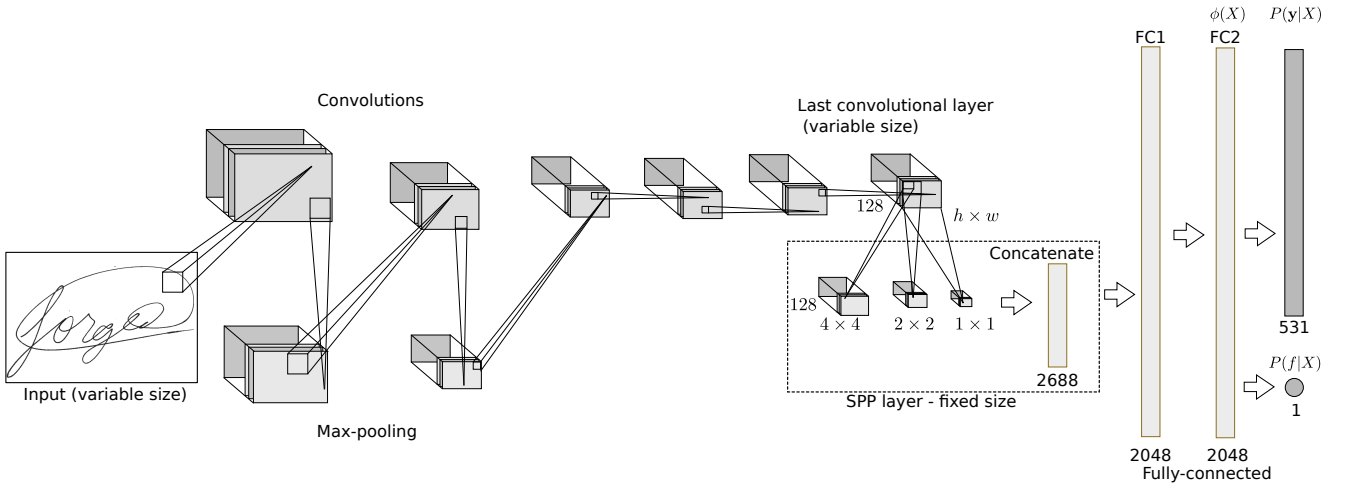 Convolutions
Jorge
Input (variable size)
Max-pooling
Last convolutional layer
(variable size)
128
h × w
128
4 × 4
2 × 2
1 × 1
Concatenate
2688
SPP layer - fixed size
FC1
2048
ϕ(X)
FC2
2048
Fully-connected
P(y|X)
531
P(f|X)
1